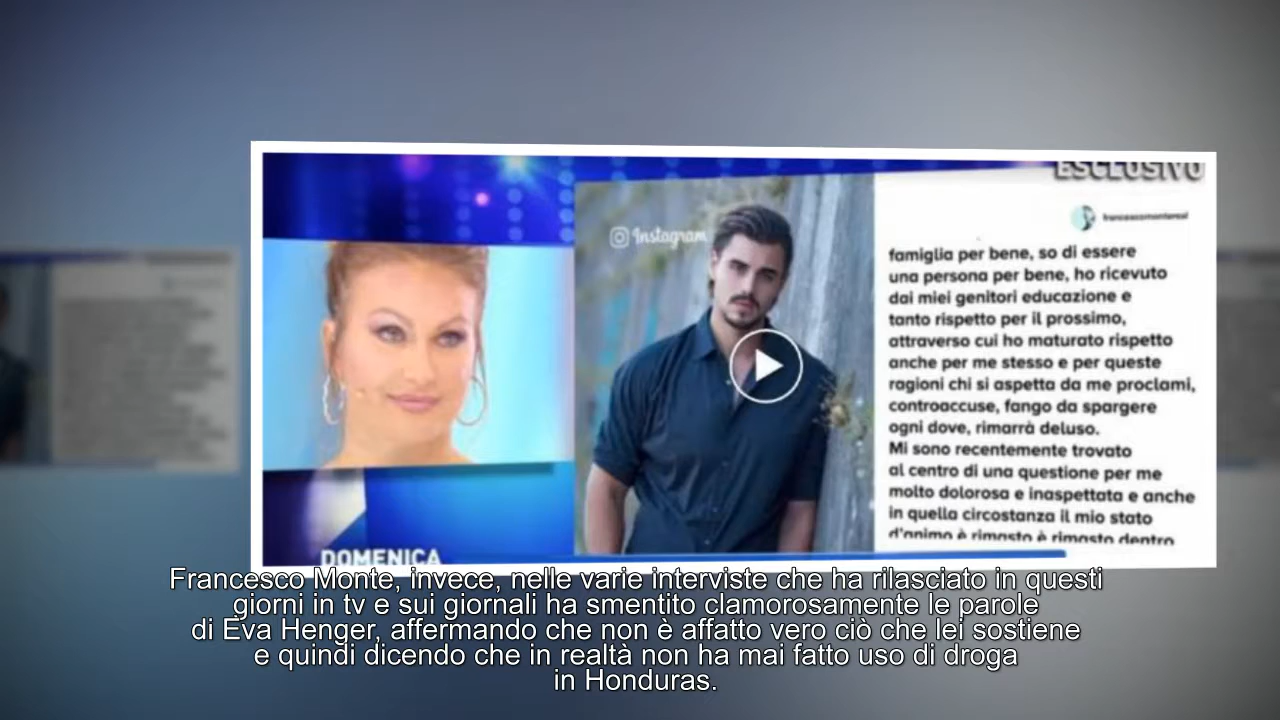 ESCLUSIVO
Instagram
francescomontereal
famiglia per bene, so di essere
una persona per bene, ho ricevuto
dai miei genitori educazione e
tanto rispetto per il prossimo,
attraverso cui ho maturato rispetto
anche per me stesso e per queste
ragioni chi si aspetta da me proclami,
controaccuse, fango da spargere
ogni dove, rimarrà deluso.
Mi sono recentemente trovato
al centro di una questione per me
molto dolorosa e inaspettata e anche
in quella circostanza il mio stato
d'animo è rimasto è rimasto dentro
DOMENICA
Francesco Monte, invece, nelle varie interviste che ha rilasciato in questi
giorni in tv e sui giornali ha smentito clamorosamente le parole
di Eva Henger, affermando che non è affatto vero ciò che lei sostiene
e quindi dicendo che in realtà non ha mai fatto uso di droga
in Honduras.